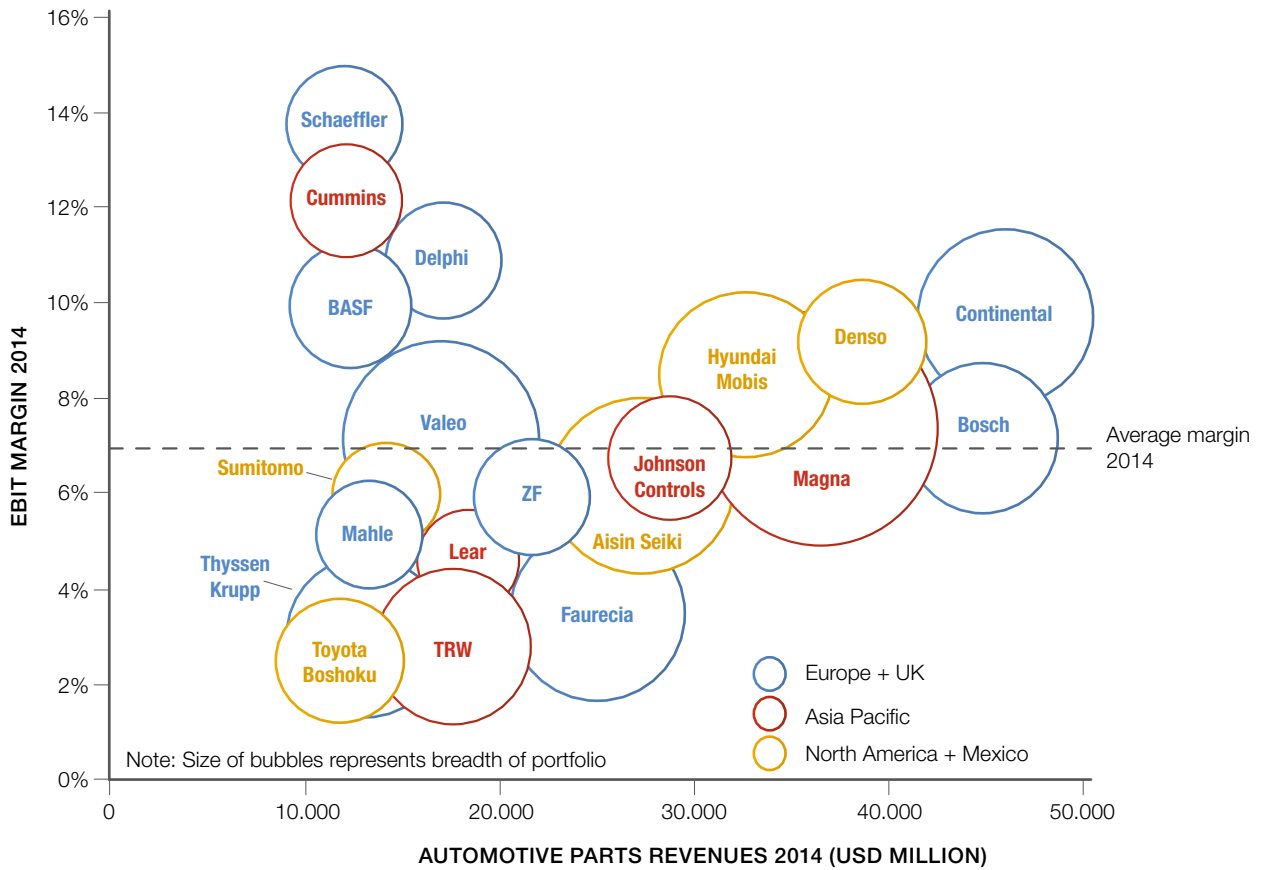 16%
14%
12%
10%
8%
6%
4%
2%
0%
EBIT MARGIN 2014
Schaeffler
Cummins
Delphi
BASF
Valeo
Sumitomo
Mahle
Thyssen
Krupp
Toyota
Boshoku
Lear
TRW
ZF
Faurecia
Aisin Seiki
Johnson
Controls
Hyundai
Mobis
Denso
Magna
Continental
Bosch
Average margin
2014
Europe + UK
Asia Pacific
North America + Mexico
Note: Size of bubbles represents breadth of portfolio
0
10.000
20.000
30.000
40.000
50.000
AUTOMOTIVE PARTS REVENUES 2014 (USD MILLION)